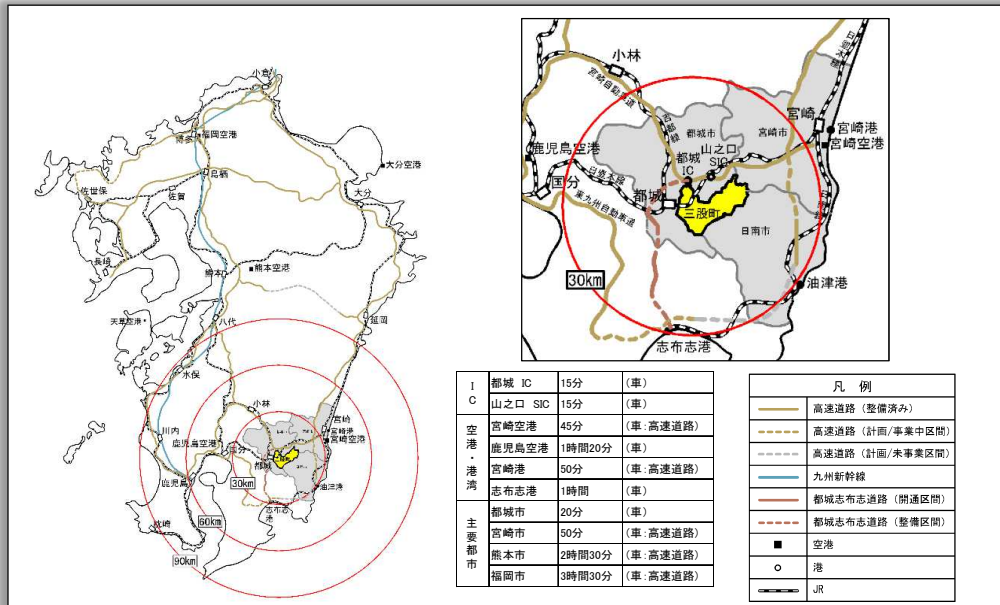 小倉
博多
福岡空港
大分空港
鳥栖
大分
佐世保
佐賀
長崎
熊本空港
天草空港
八代
延岡
水俣
小林
宮崎
宮崎港
宮崎空港
川内
鹿児島空港
国分
都城
30km
油津港
鹿児島
志布志港
60km
枕崎
90km
小林
宮崎自動車道
日豊本線
都城市
宮崎市
宮崎
宮崎港
宮崎空港
鹿児島空港
山之口
SIC
都城
IC
日豊本線
国分
都城
三股町
東九州自動車道
日南市
30km
油津港
志布志港
IC
都城 IC 15分 (車)
山之口 SIC 15分 (車)
空港・港湾
宮崎空港 45分 (車:高速道路)
鹿児島空港 1時間20分 (車)
宮崎港 50分 (車:高速道路)
志布志港 1時間 (車)
主要都市
都城市 20分 (車)
宮崎市 50分 (車:高速道路)
熊本市 2時間30分 (車:高速道路)
福岡市 3時間30分 (車:高速道路)
凡 例
高速道路（整備済み）
高速道路（計画/事業中区間）
高速道路（計画/未事業区間）
九州新幹線
都城志布志道路（開通区間）
都城志布志道路（整備区間）
空港
港
JR